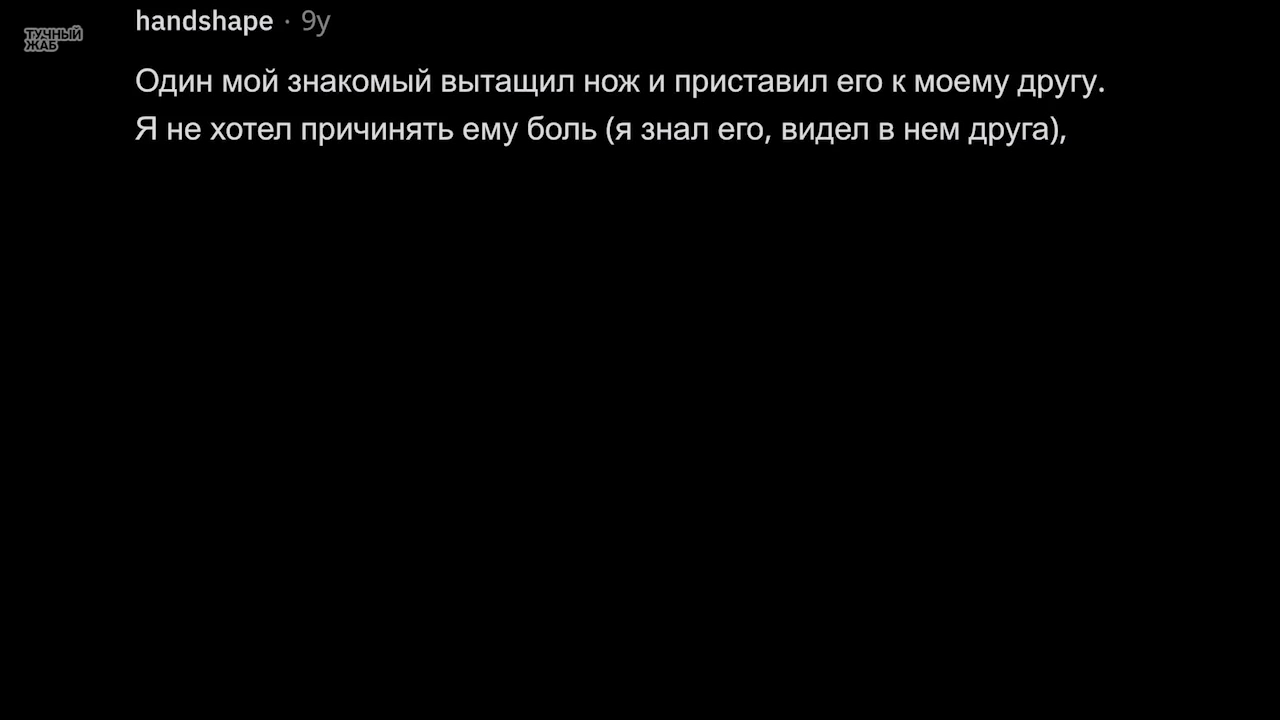 handshape · 9y
ТУЧНЫЙ
ЖАБ
Один мой знакомый вытащил нож и приставил его к моему другу.
Я не хотел причинять ему боль (я знал его, видел в нем друга),